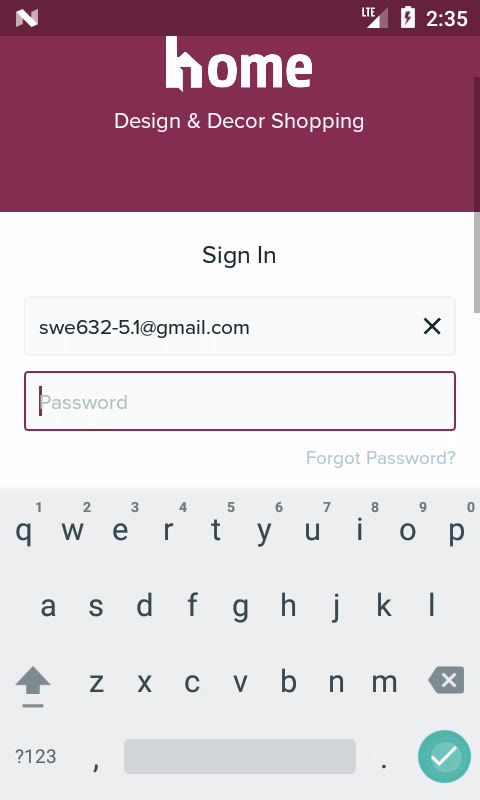 LTE 2:35
home
Design & Decor Shopping
Sign In
swe632-5.1@gmail.com
Password
Forgot Password?
1 2 3 4 5 6 7 8 9 0
q w e r t y u i o p
a s d f g h j k l
z x c v b n m
?123 , .